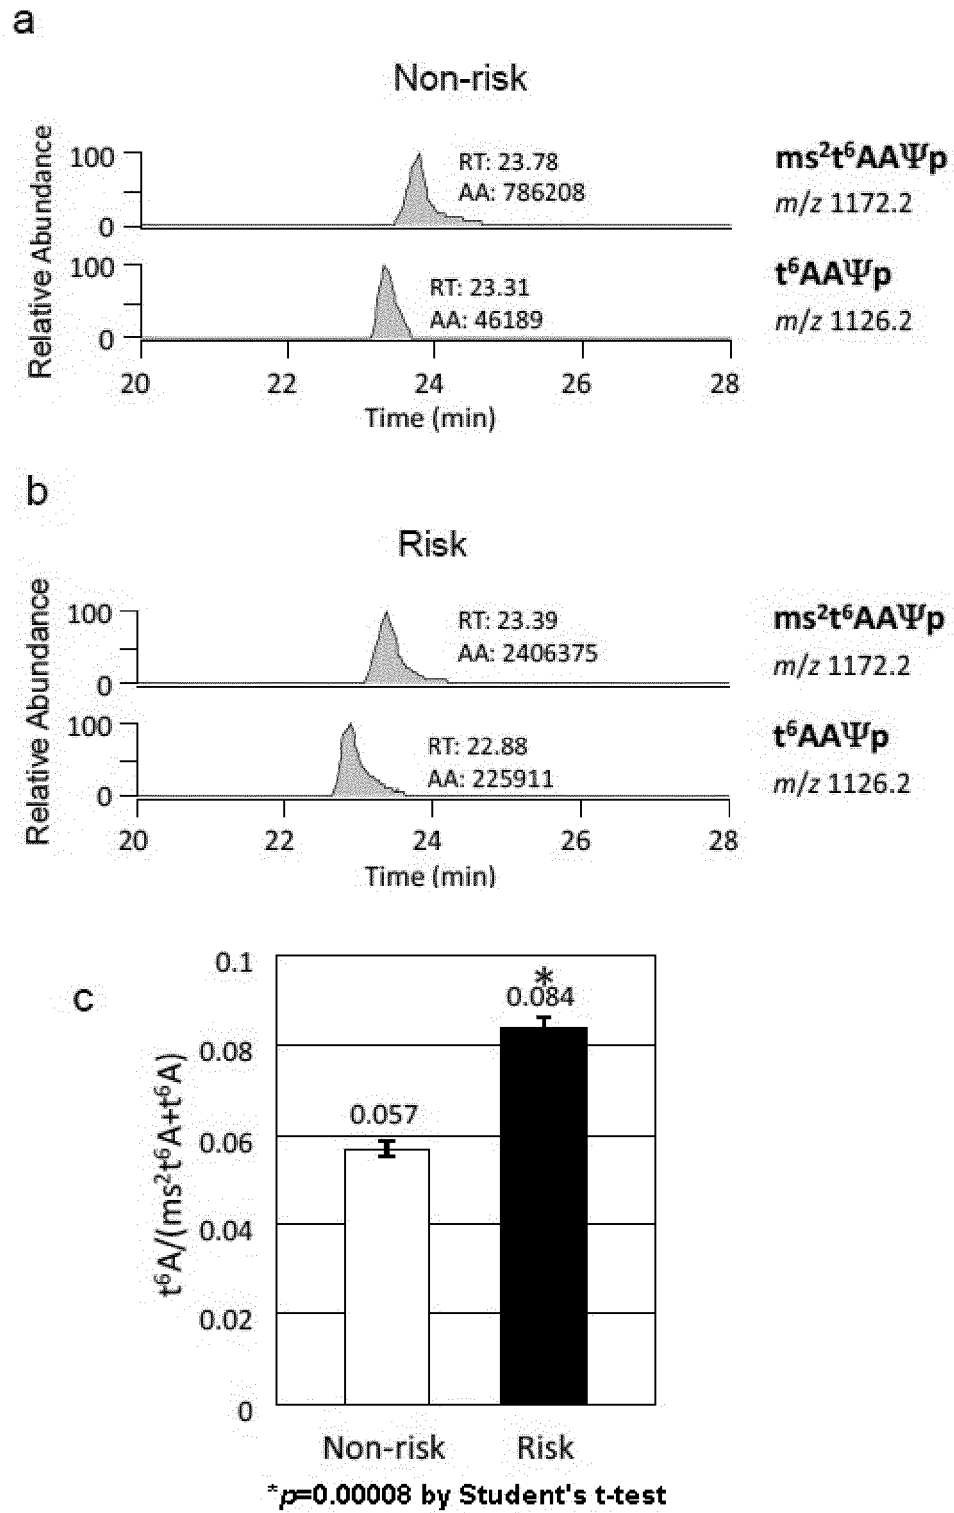 a
Non-risk
Relative Abundance
100
0
RT: 23.78
AA: 786208
ms²t⁶AAΨp
m/z 1172.2
100
0
RT: 23.31
AA: 46189
t⁶AAΨp
m/z 1126.2
20 22 24 26 28
Time (min)
b
Risk
Relative Abundance
100
0
RT: 23.39
AA: 2406375
ms²t⁶AAΨp
m/z 1172.2
100
0
RT: 22.88
AA: 225911
t⁶AAΨp
m/z 1126.2
20 22 24 26 28
Time (min)
c
t⁶A/(ms²t⁶A+t⁶A)
0.1
0.08
0.06
0.04
0.02
0
0.057
*
0.084
Non-risk Risk
*p=0.00008 by Student's t-test